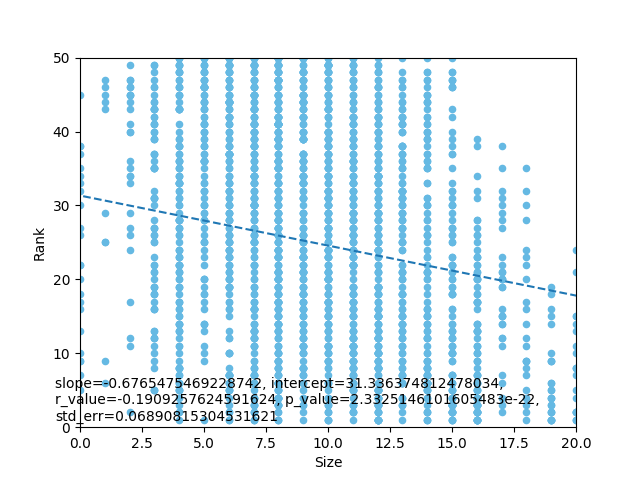 50
40
30
20
10
0
Rank
slope=-0.6765475469228742, intercept=31.336374812478034,
r_value=-0.1909257624591624, p_value=2.3325146101605483e-22,
std_err=0.06890815304531621
0.0 2.5 5.0 7.5 10.0 12.5 15.0 17.5 20.0
Size